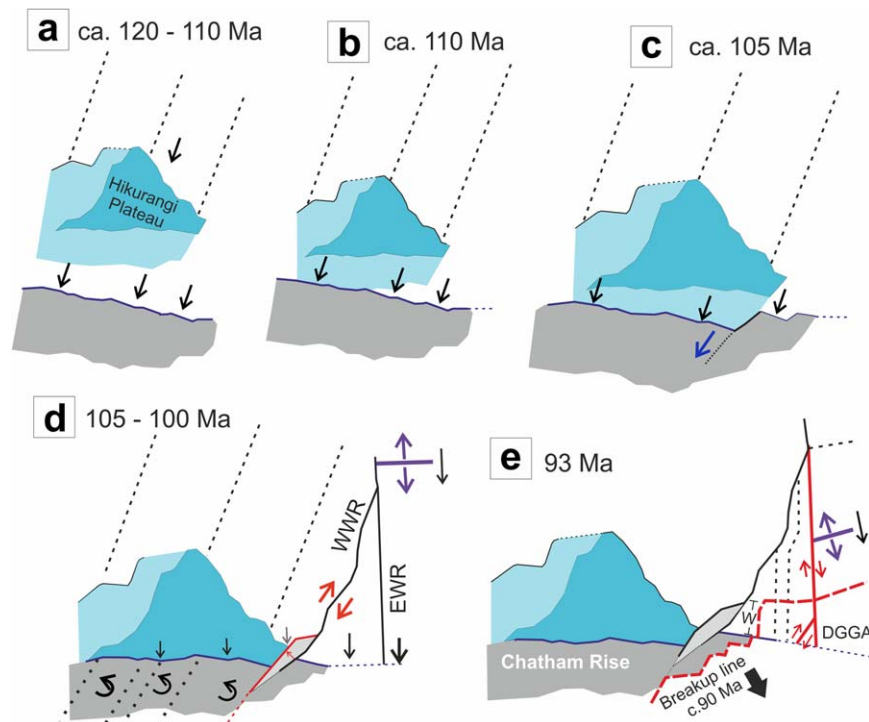 a ca. 120 - 110 Ma
b ca. 110 Ma
c ca. 105 Ma
Hikurangi
Plateau
d 105 - 100 Ma
WWR
EWR
e 93 Ma
W
DGGA
Chatham Rise
Breakup line
c.90 Ma